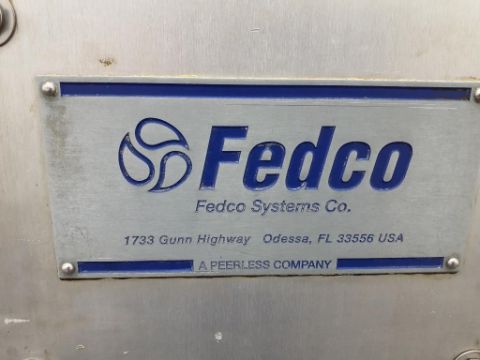 Fedco
Fedco Systems Co.
1733 Gunn Highway Odessa, FL 33556 USA
A PEERLESS COMPANY